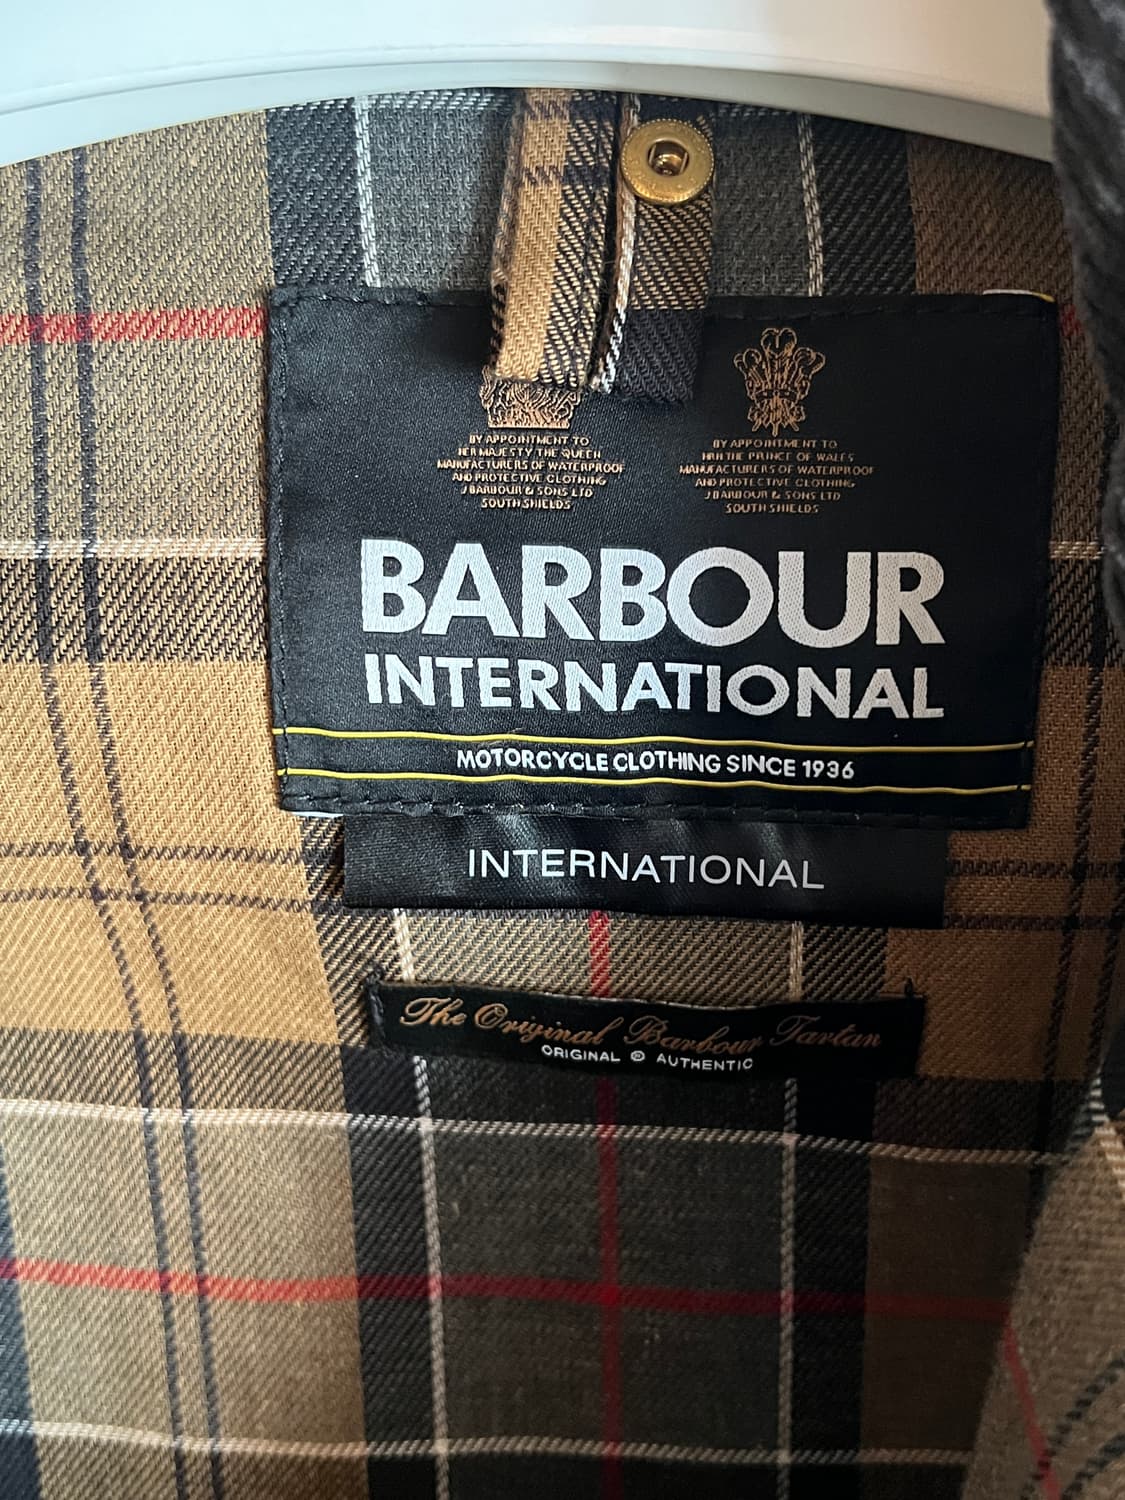 BY APPOINTMENT TO
HER MAJESTY THE QUEEN
MANUFACTURERS OF WATERPROOF
AND PROTECTIVE CLOTHING
J BARBOUR & SONS LTD
SOUTH SHIELDS
BY APPOINTMENT TO
HRH THE PRINCE OF WALES
MANUFACTURERS OF WATERPROOF
AND PROTECTIVE CLOTHING
J BARBOUR & SONS LTD
SOUTH SHIELDS
BARBOUR
INTERNATIONAL
MOTORCYCLE CLOTHING SINCE 1936
INTERNATIONAL
The Original Barbour Tartan
ORIGINAL @ AUTHENTIC